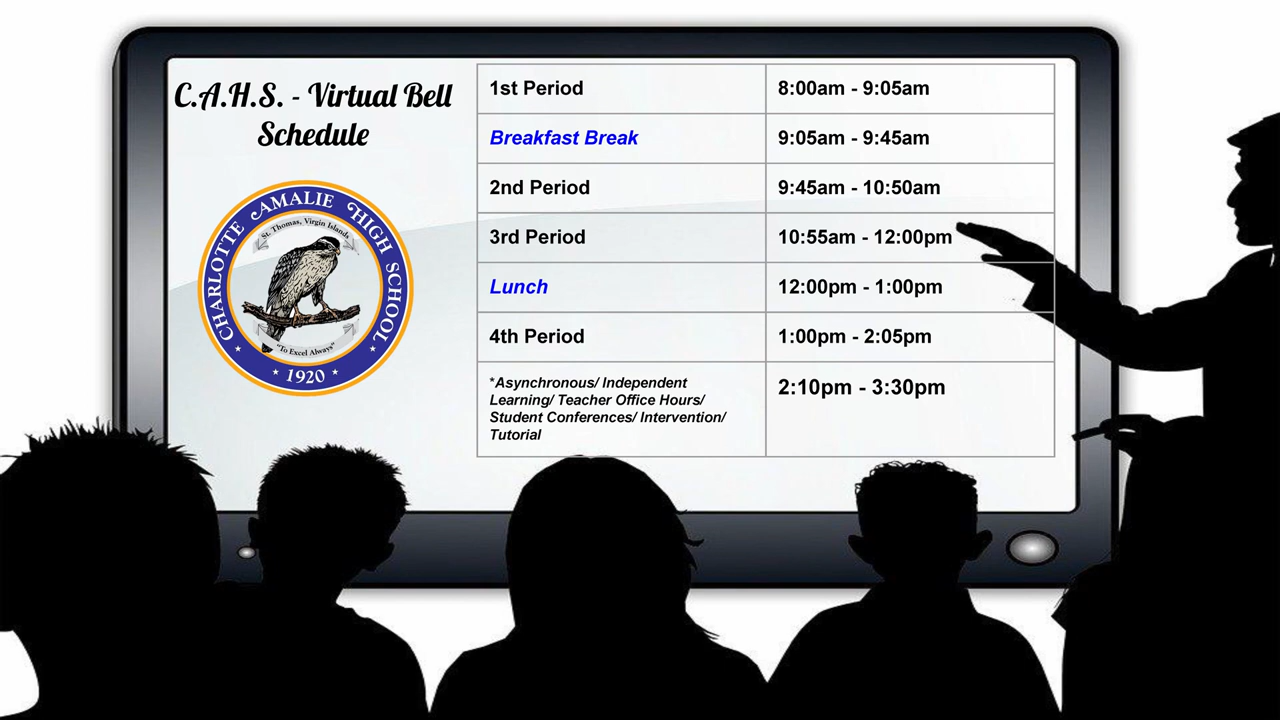 C.A.H.S. - Virtual Bell
Schedule
CHARLOTTE AMALIE HIGH SCHOOL
St. Thomas, Virgin Islands
"To Excel Always"
1920
1st Period 8:00am - 9:05am
Breakfast Break 9:05am - 9:45am
2nd Period 9:45am - 10:50am
3rd Period 10:55am - 12:00pm
Lunch 12:00pm - 1:00pm
4th Period 1:00pm - 2:05pm
*Asynchronous/ Independent 2:10pm - 3:30pm
Learning/ Teacher Office Hours/
Student Conferences/ Intervention/
Tutorial